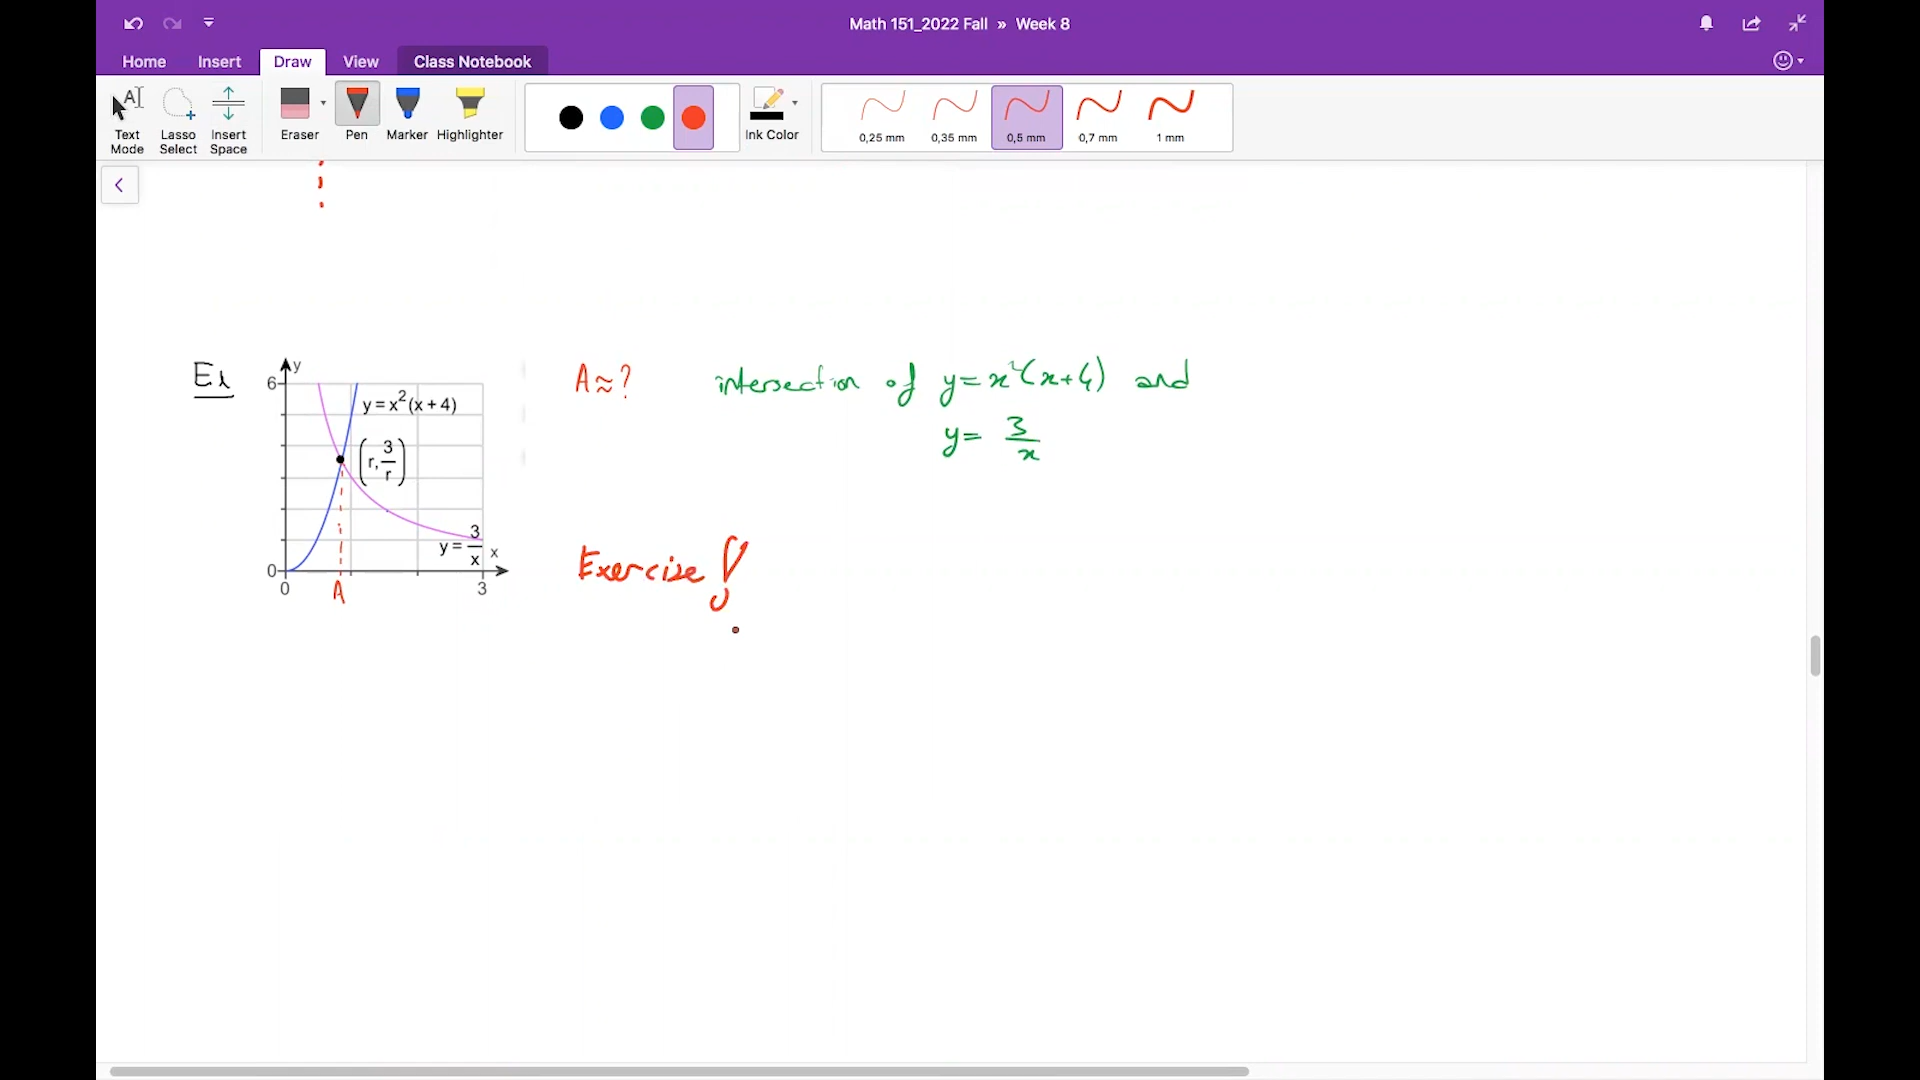 Math 151_2022 Fall » Week 8
Home Insert Draw View Class Notebook
Text Mode
Lasso Select
Insert Space
Eraser
Pen
Marker
Highlighter
Ink Color
0,25 mm
0,35 mm
0,5 mm
0,7 mm
1 mm
Ex
y
6
y = x²(x + 4)
(r, 3/r)
y = 3/x
x
0
0
3
A
A ≈ ? intersection of y = x²(x+4) and
y = 3/x
Exercise !